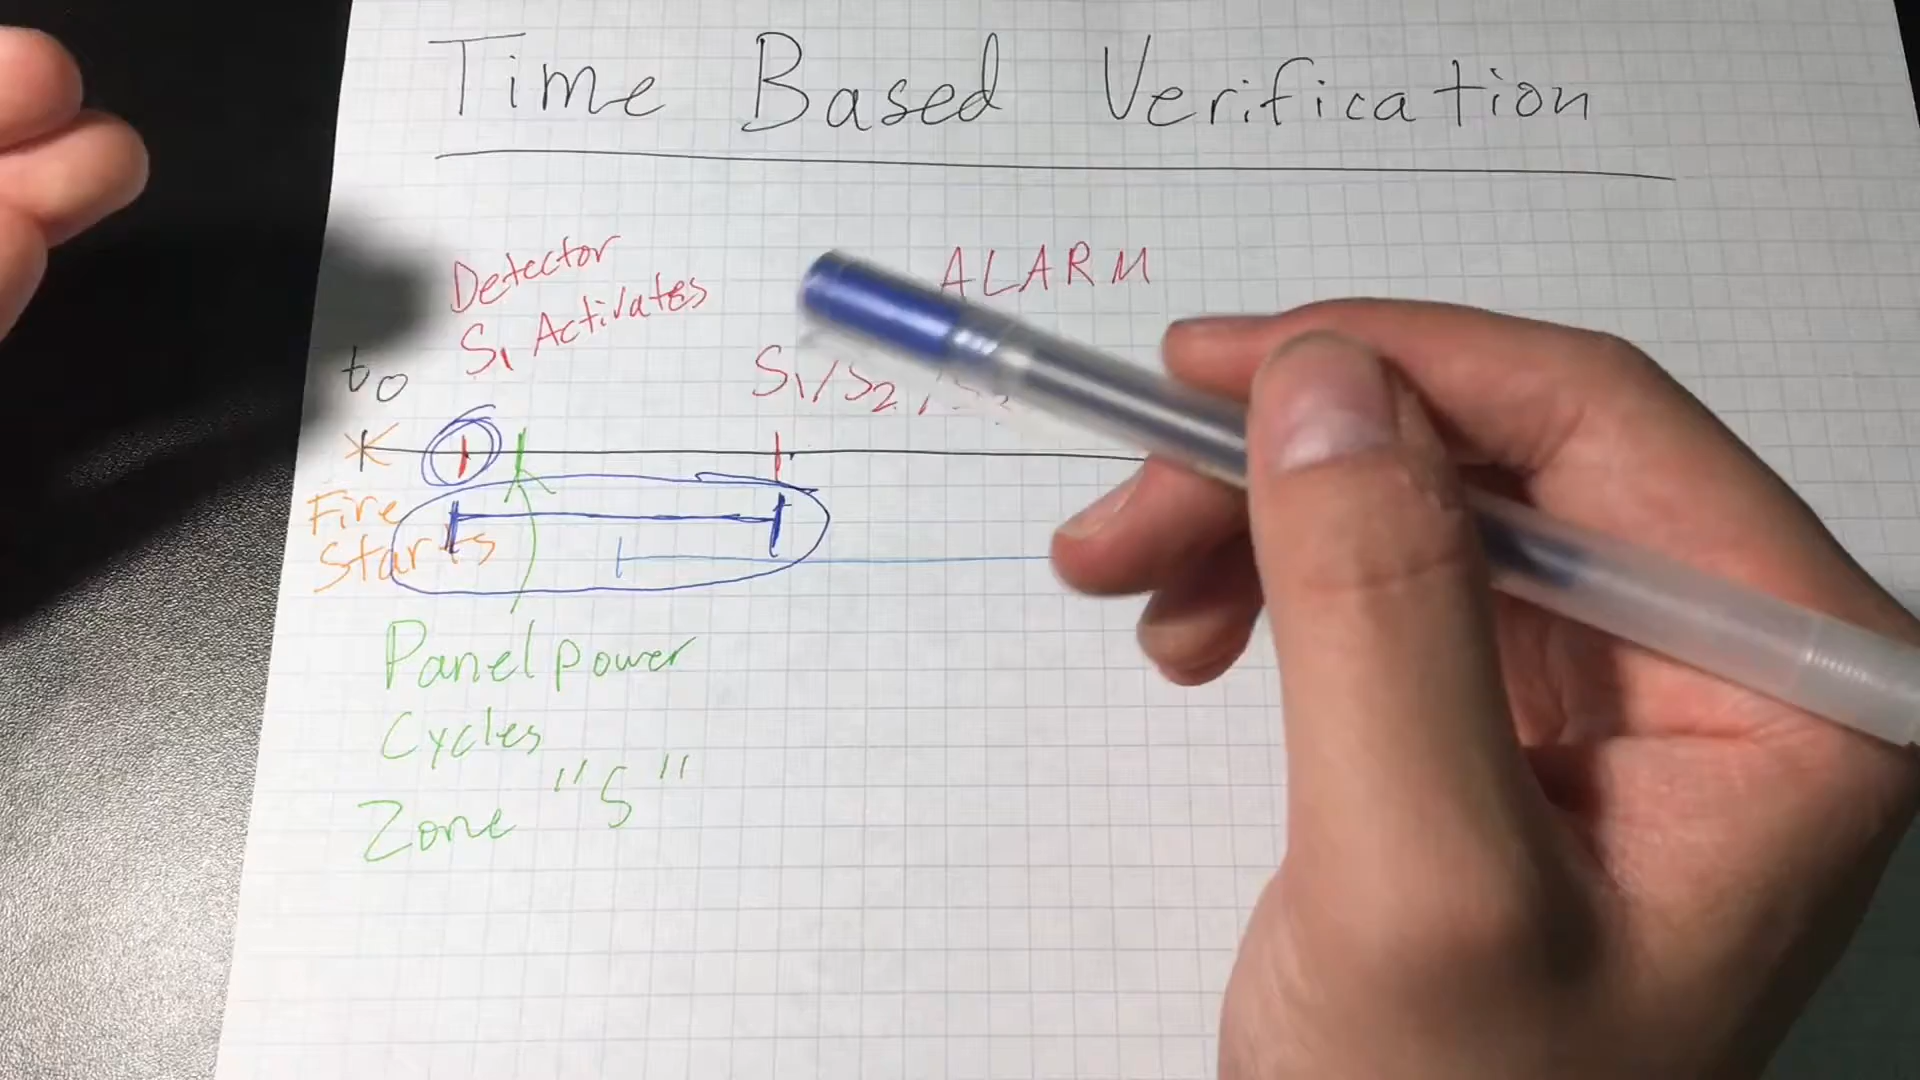 Time Based Verification
Detector
S1 Activates
ALARM
t0
S1/S2/
Fire
Starts
Panel power
Cycles
Zone "S"